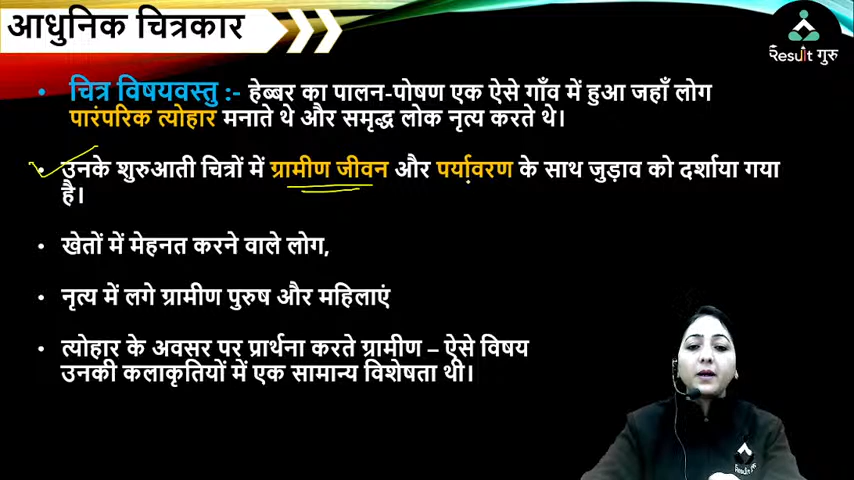 आधुनिक चित्रकार
Result गुरु
• चित्र विषयवस्तु :- हेब्बर का पालन-पोषण एक ऐसे गाँव में हुआ जहाँ लोग
पारंपरिक त्योहार मनाते थे और समृद्ध लोक नृत्य करते थे।
• उनके शुरुआती चित्रों में ग्रामीण जीवन और पर्यावरण के साथ जुड़ाव को दर्शाया गया
है।
• खेतों में मेहनत करने वाले लोग,
• नृत्य में लगे ग्रामीण पुरुष और महिलाएं
• त्योहार के अवसर पर प्रार्थना करते ग्रामीण – ऐसे विषय
उनकी कलाकृतियों में एक सामान्य विशेषता थी।
Result गुरु